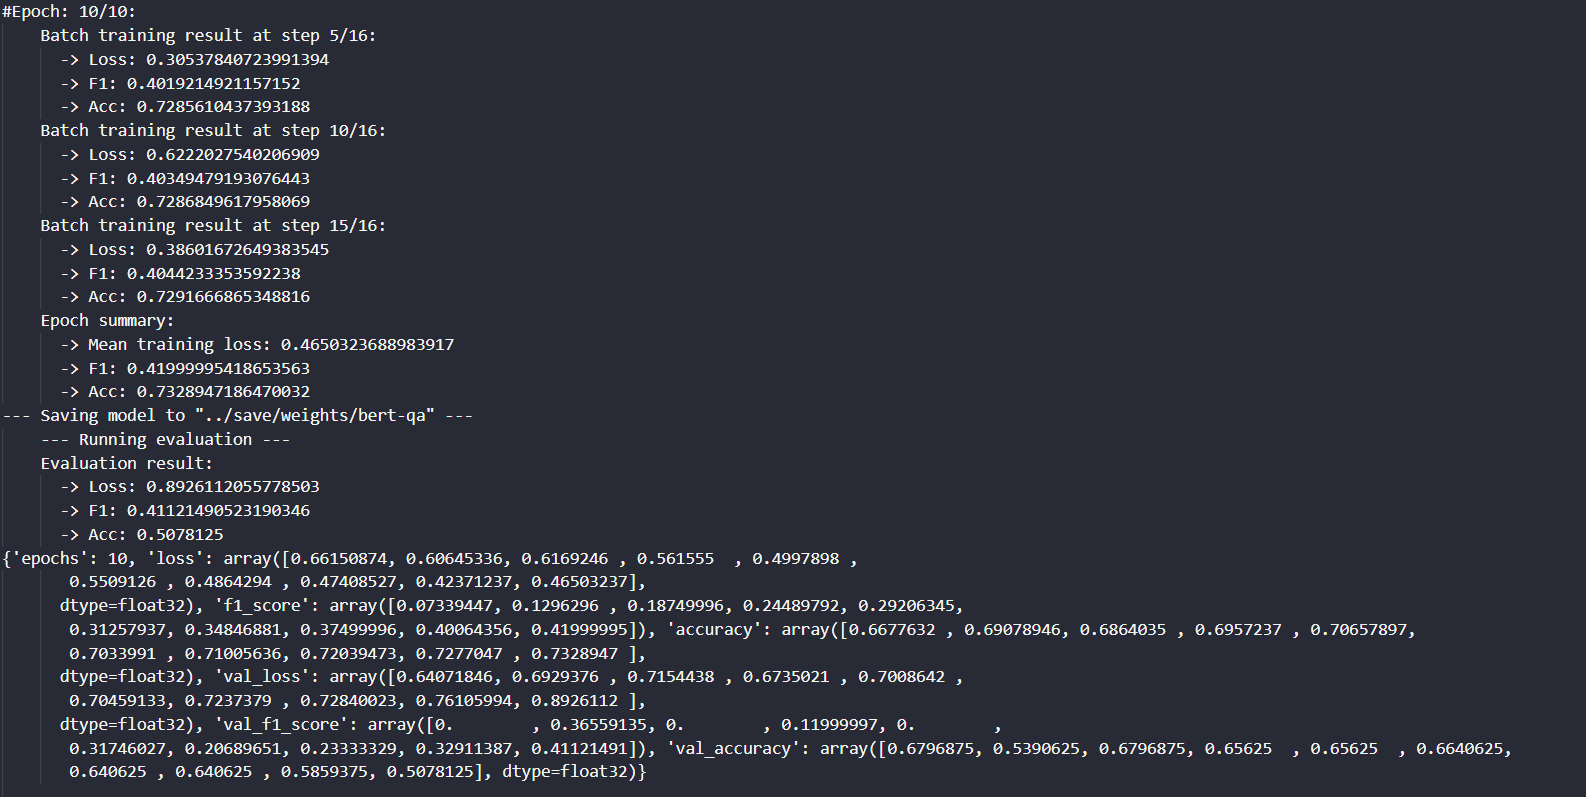 #Epoch: 10/10:
Batch training result at step 5/16:
-> Loss: 0.30537840723991394
-> F1: 0.4019214921157152
-> Acc: 0.7285610437393188
Batch training result at step 10/16:
-> Loss: 0.6222027540206909
-> F1: 0.40349479193076443
-> Acc: 0.7286849617958069
Batch training result at step 15/16:
-> Loss: 0.38601672649383545
-> F1: 0.4044233353592238
-> Acc: 0.7291666865348816
Epoch summary:
-> Mean training loss: 0.4650323688983917
-> F1: 0.41999995418653563
-> Acc: 0.7328947186470032
--- Saving model to "../save/weights/bert-qa" ---
--- Running evaluation ---
Evaluation result:
-> Loss: 0.8926112055778503
-> F1: 0.41121490523190346
-> Acc: 0.5078125
{'epochs': 10, 'loss': array([0.66150874, 0.60645336, 0.6169246 , 0.561555  , 0.4997898 ,
0.5509126 , 0.4864294 , 0.47408527, 0.42371237, 0.46503237],
dtype=float32), 'f1_score': array([0.07339447, 0.1296296 , 0.18749996, 0.24489792, 0.29206345,
0.31257937, 0.34846881, 0.37499996, 0.40064356, 0.41999995]), 'accuracy': array([0.6677632 , 0.69078946, 0.6864035 , 0.6957237 , 0.70657897,
0.7033991 , 0.71005636, 0.72039473, 0.7277047 , 0.7328947 ],
dtype=float32), 'val_loss': array([0.64071846, 0.6929376 , 0.7154438 , 0.6735021 , 0.7008642 ,
0.70459133, 0.7237379 , 0.72840023, 0.76105994, 0.8926112 ],
dtype=float32), 'val_f1_score': array([0.        , 0.36559135, 0.        , 0.11999997, 0.        ,
0.31746027, 0.20689651, 0.23333329, 0.32911387, 0.41121491]), 'val_accuracy': array([0.6796875, 0.5390625, 0.6796875, 0.65625  , 0.65625  , 0.6640625,
0.640625 , 0.640625 , 0.5859375, 0.5078125], dtype=float32)}